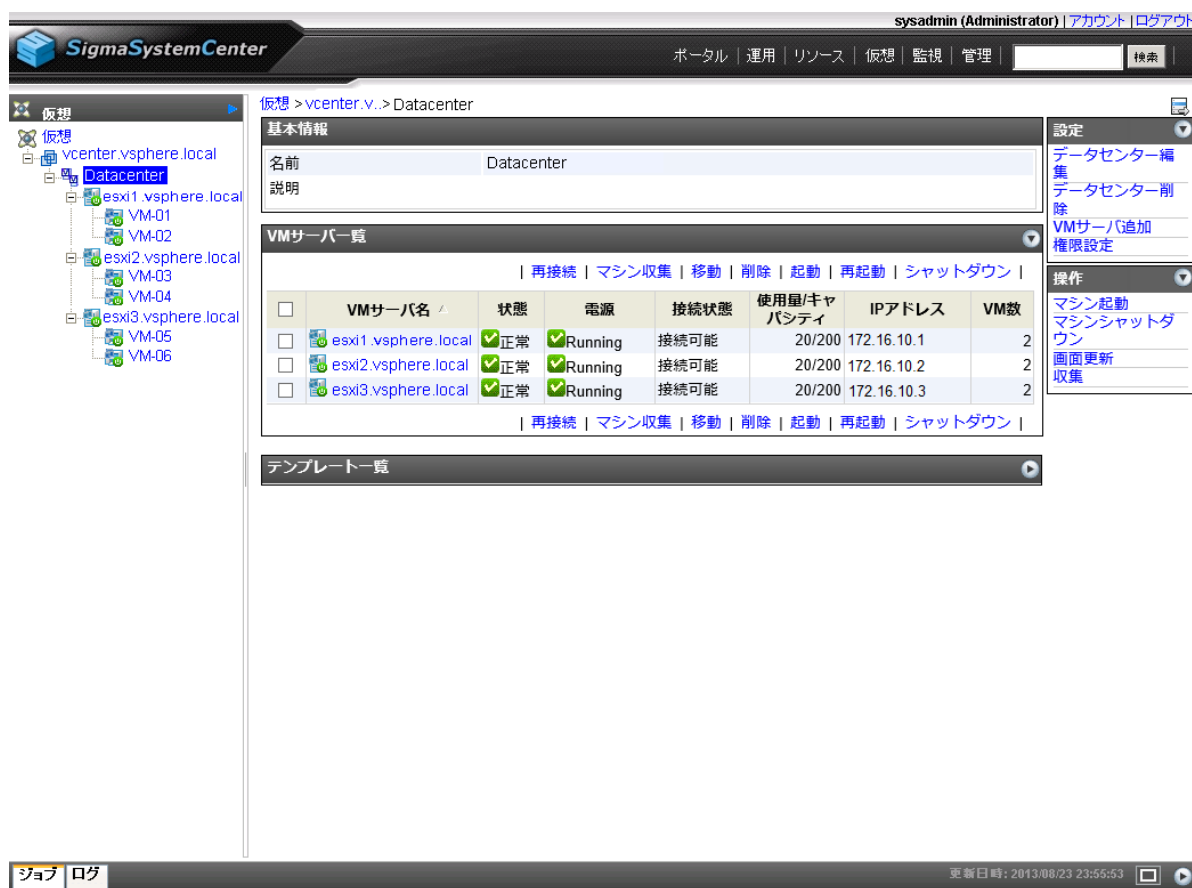 sysadmin (Administrator) | アカウント | ログアウト
SigmaSystemCenter
ポータル | 運用 | リソース | 仮想 | 監視 | 管理 |
検索
仮想
仮想
vcenter.vsphere.local
Datacenter
esxi1.vsphere.local
VM-01
VM-02
esxi2.vsphere.local
VM-03
VM-04
esxi3.vsphere.local
VM-05
VM-06
仮想 > vcenter.v..> Datacenter
基本情報
名前 Datacenter
説明
VMサーバ一覧
| 再接続 | マシン収集 | 移動 | 削除 | 起動 | 再起動 | シャットダウン |
VMサーバ名 状態 電源 接続状態 使用量/キャパシティ IPアドレス VM数
esxi1.vsphere.local 正常 Running 接続可能 20/200 172.16.10.1 2
esxi2.vsphere.local 正常 Running 接続可能 20/200 172.16.10.2 2
esxi3.vsphere.local 正常 Running 接続可能 20/200 172.16.10.3 2
| 再接続 | マシン収集 | 移動 | 削除 | 起動 | 再起動 | シャットダウン |
テンプレート一覧
設定
データセンター編
集
データセンター削
除
VMサーバ追加
権限設定
操作
マシン起動
マシンシャットダ
ウン
画面更新
収集
ジョブ ログ
更新日時: 2013/08/23 23:55:53